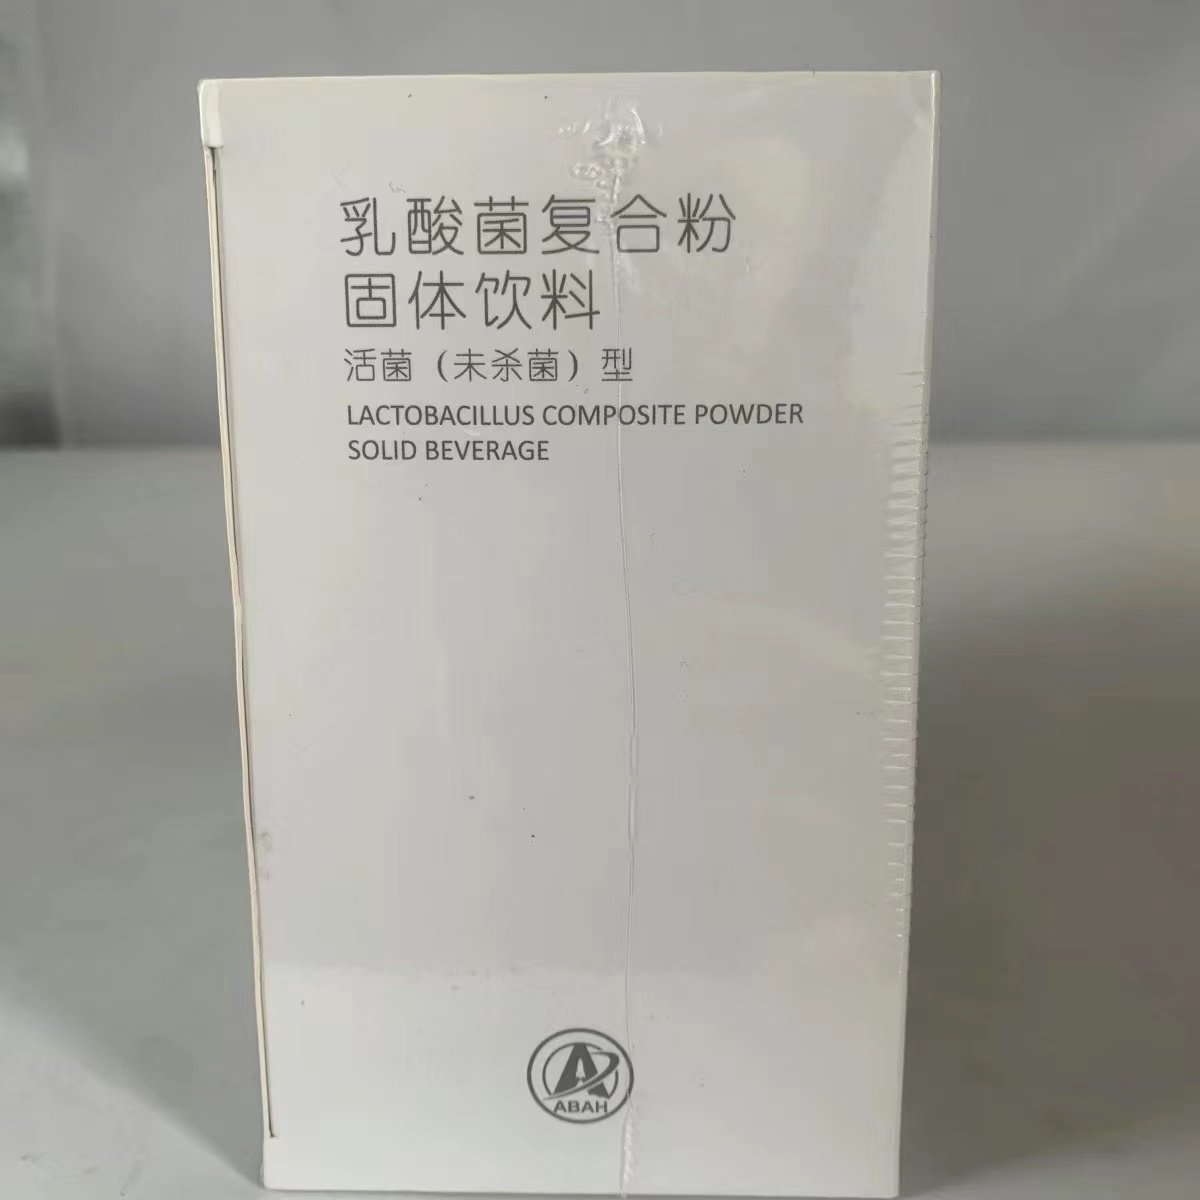 乳酸菌复合粉
固体饮料
活菌（未杀菌）型
LACTOBACILLUS COMPOSITE POWDER
SOLID BEVERAGE
ABAH